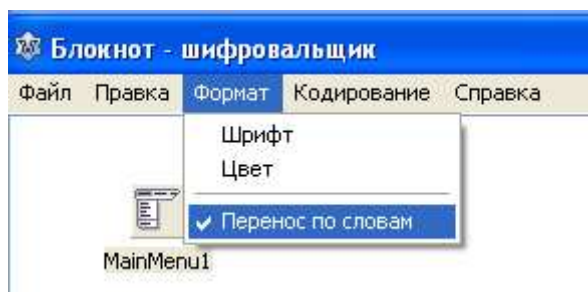 Блокнот - шифровальщик
Файл Правка Формат Кодирование Справка
Шрифт
Цвет
Перенос по словам
MainMenu1